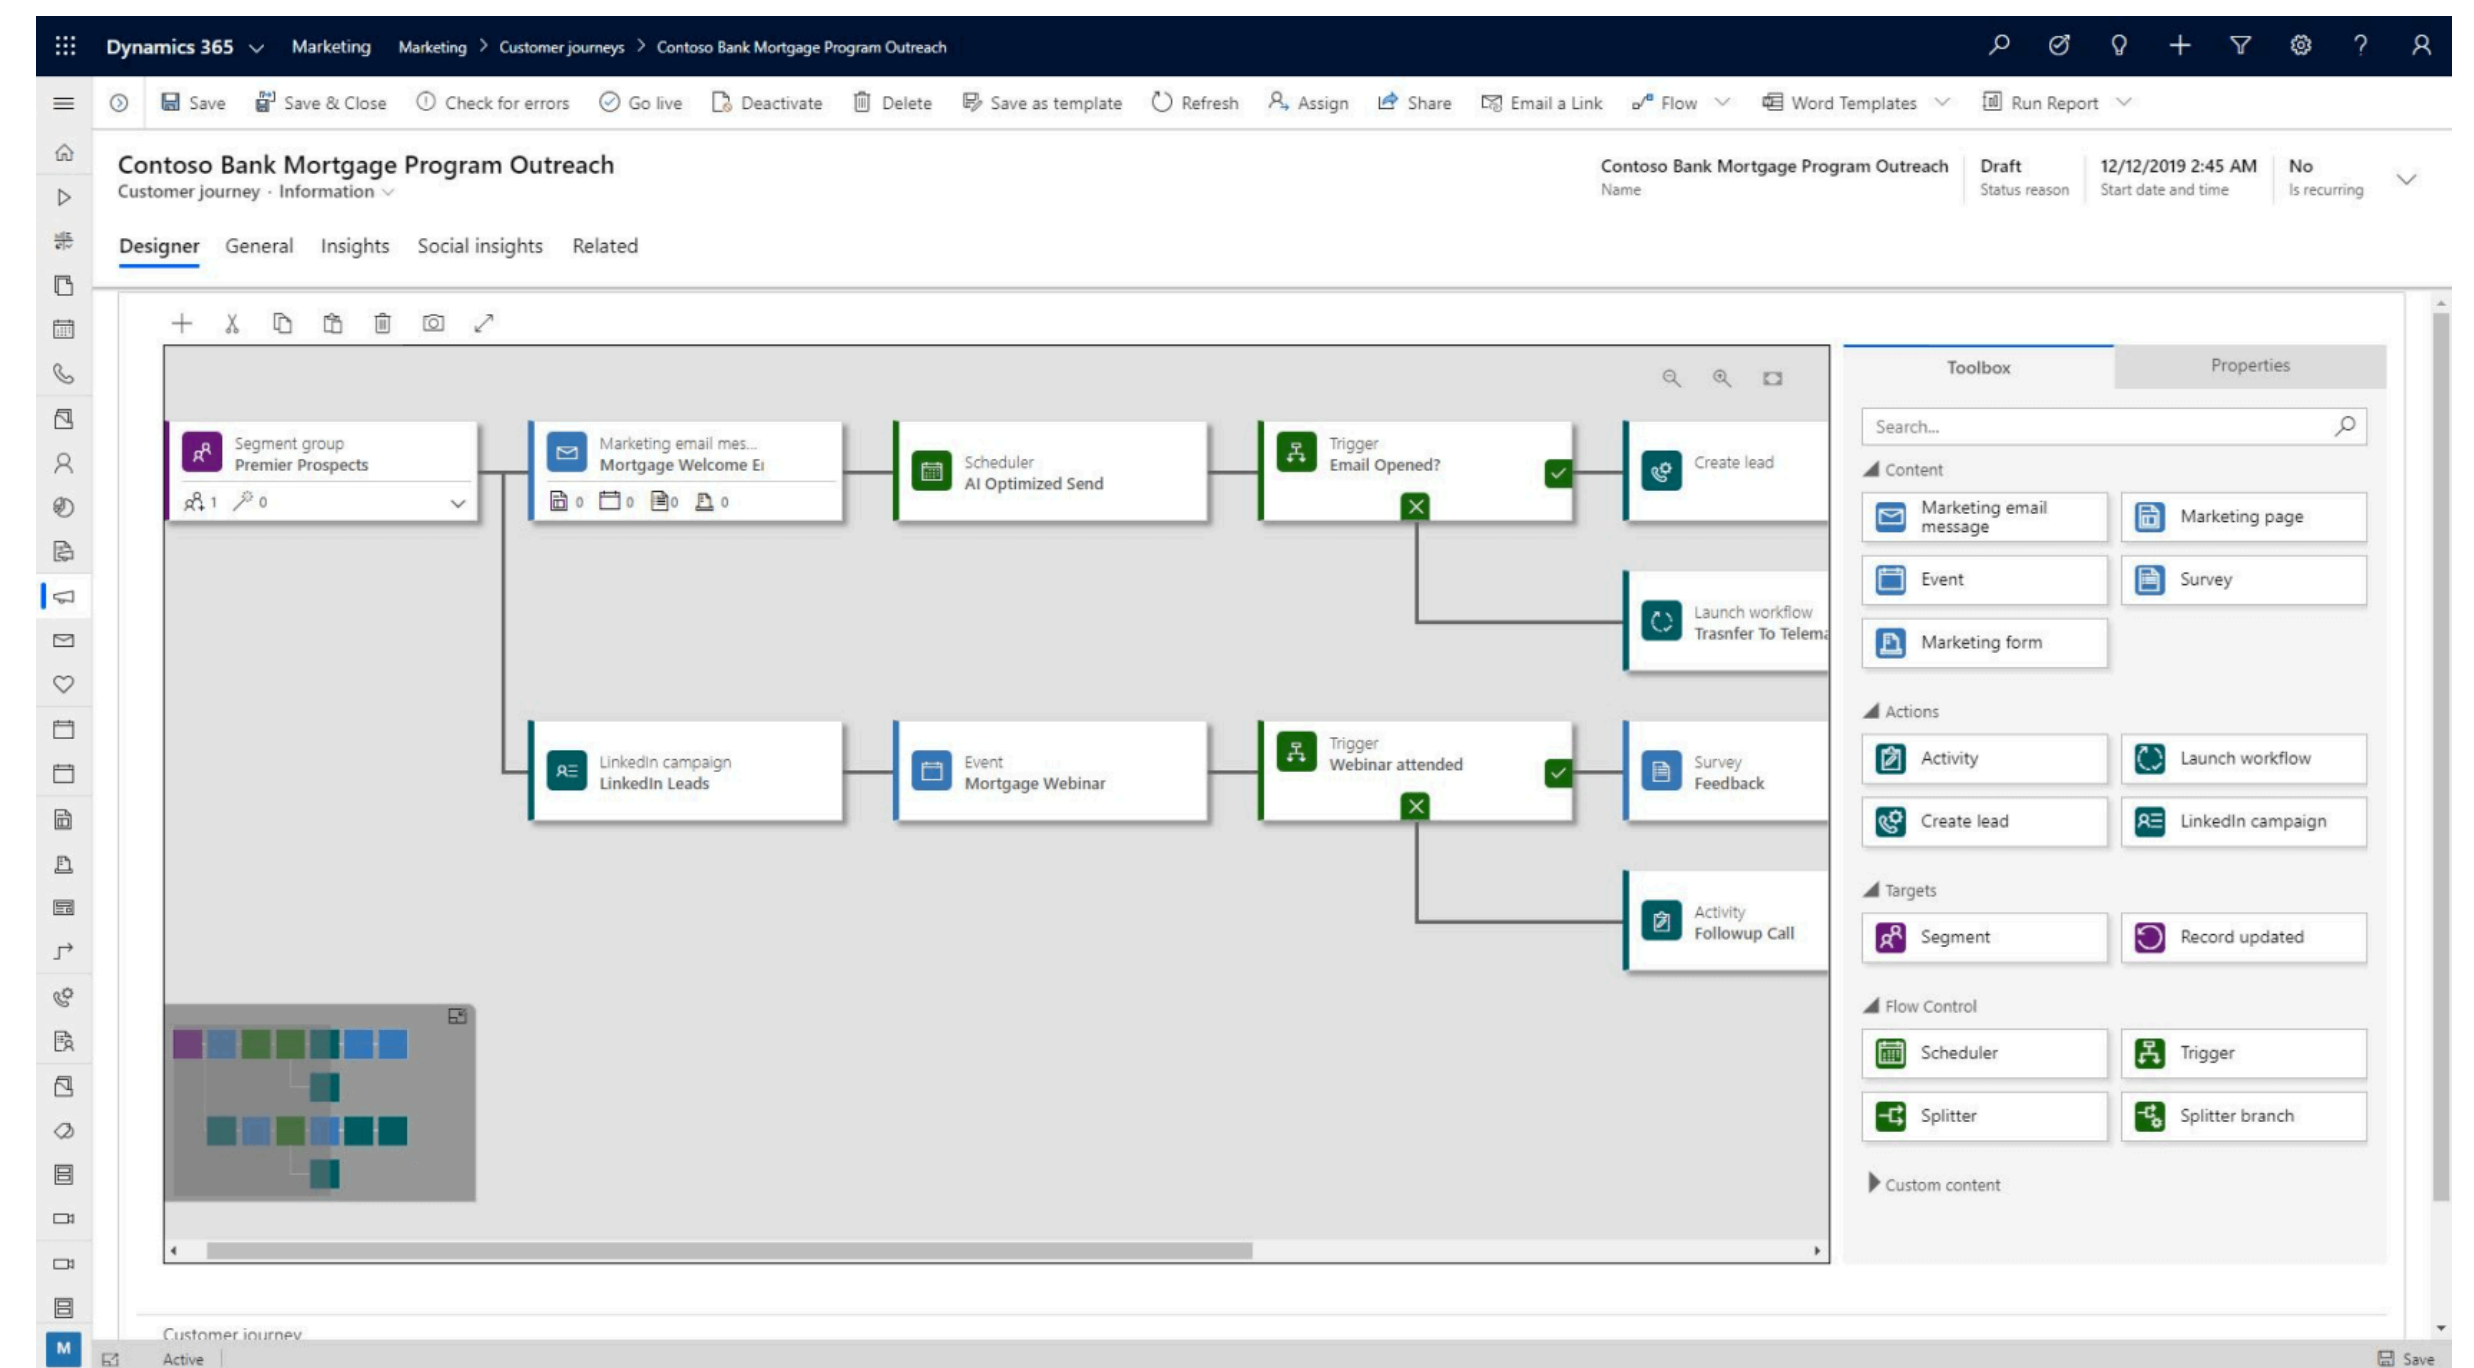 Dynamics 365 Marketing Marketing > Customer journeys > Contoso Bank Mortgage Program Outreach ?
Save Save & Close Check for errors Go live Deactivate Delete Save as template Refresh Assign Share Email a Link Flow Word Templates Run Report
Contoso Bank Mortgage Program Outreach
Customer journey · Information
Contoso Bank Mortgage Program Outreach
Name
Draft
Status reason
12/12/2019 2:45 AM
Start date and time
No
Is recurring
Designer General Insights Social insights Related
Segment group
Premier Prospects
1 0
Marketing email mes...
Mortgage Welcome
0 0 0 0
Scheduler
AI Optimized Send
Trigger
Email Opened?
Create lead
Launch workflow
Trasnfer To Telema
LinkedIn campaign
LinkedIn Leads
Event
Mortgage Webinar
Trigger
Webinar attended
Survey
Feedback
Activity
Followup Call
Toolbox Properties
Search...
Content
Marketing email
message
Marketing page
Event
Survey
Marketing form
Actions
Activity
Launch workflow
Create lead
LinkedIn campaign
Targets
Segment
Record updated
Flow Control
Scheduler
Trigger
Splitter
Splitter branch
Custom content
Customer journey
M
Active
Save